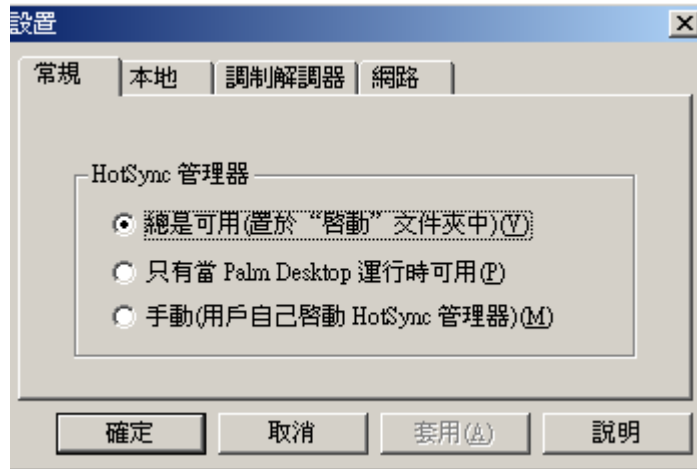 設置
常規 本地 調制解調器 網路
HotSync 管理器
總是可用(置於“啓動”文件夾中)(Y)
只有當 Palm Desktop 運行時可用(P)
手動(用戶自己啓動 HotSync 管理器)(M)
確定 取消 套用(A) 說明